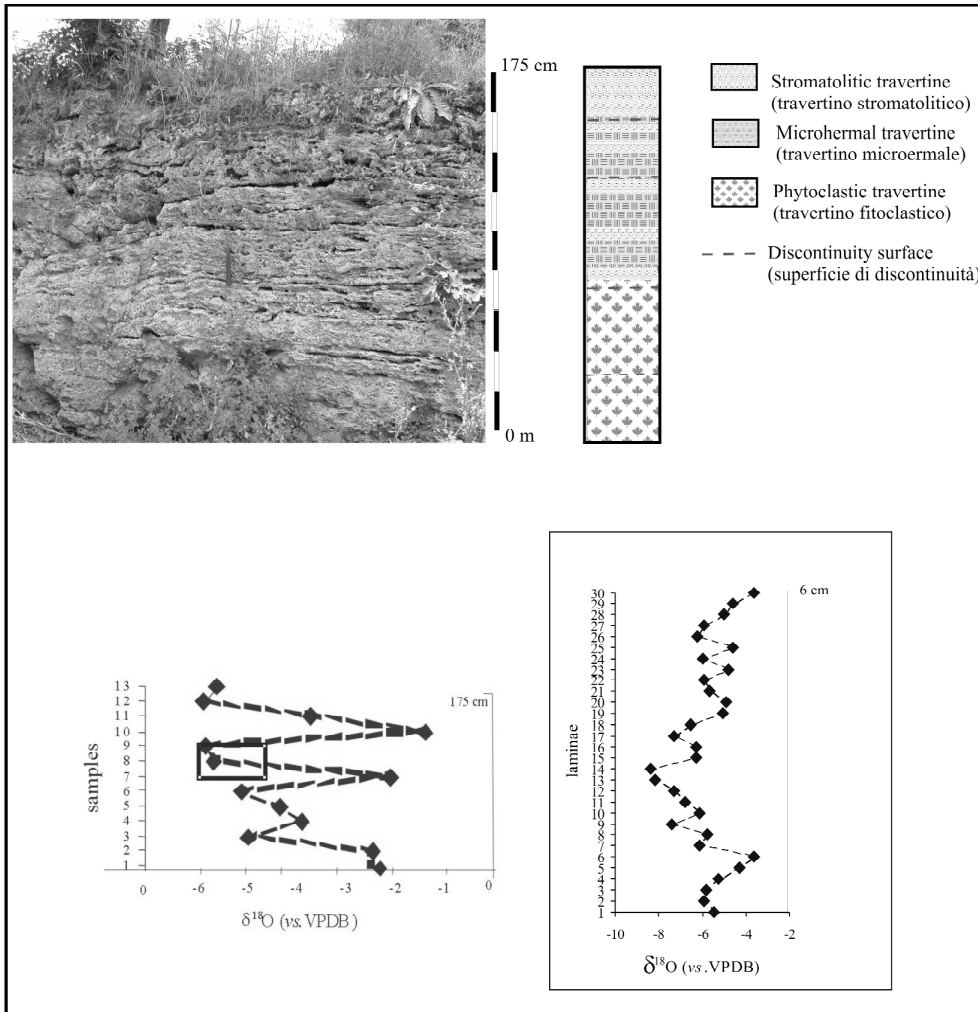 175 cm
0 m
Stromatolitic travertine
(travertino stromatolitico)
Microhermal travertine
(travertino microermale)
Phytoclastic travertine
(travertino fitoclastico)
Discontinuity surface
(superficie di discontinuità)
13
12
11
10
9
8
7
6
5
4
3
2
1
samples
175 cm
0 -6 -5 -4 -3 -2 -1 0
δ¹⁸O (vs. VPDB)
30
29
28
27
26
25
24
23
22
21
20
19
18
17
16
15
14
13
12
11
10
9
8
7
6
5
4
3
2
1
laminae
6 cm
-10 -8 -6 -4 -2
δ¹⁸O (vs .VPDB)